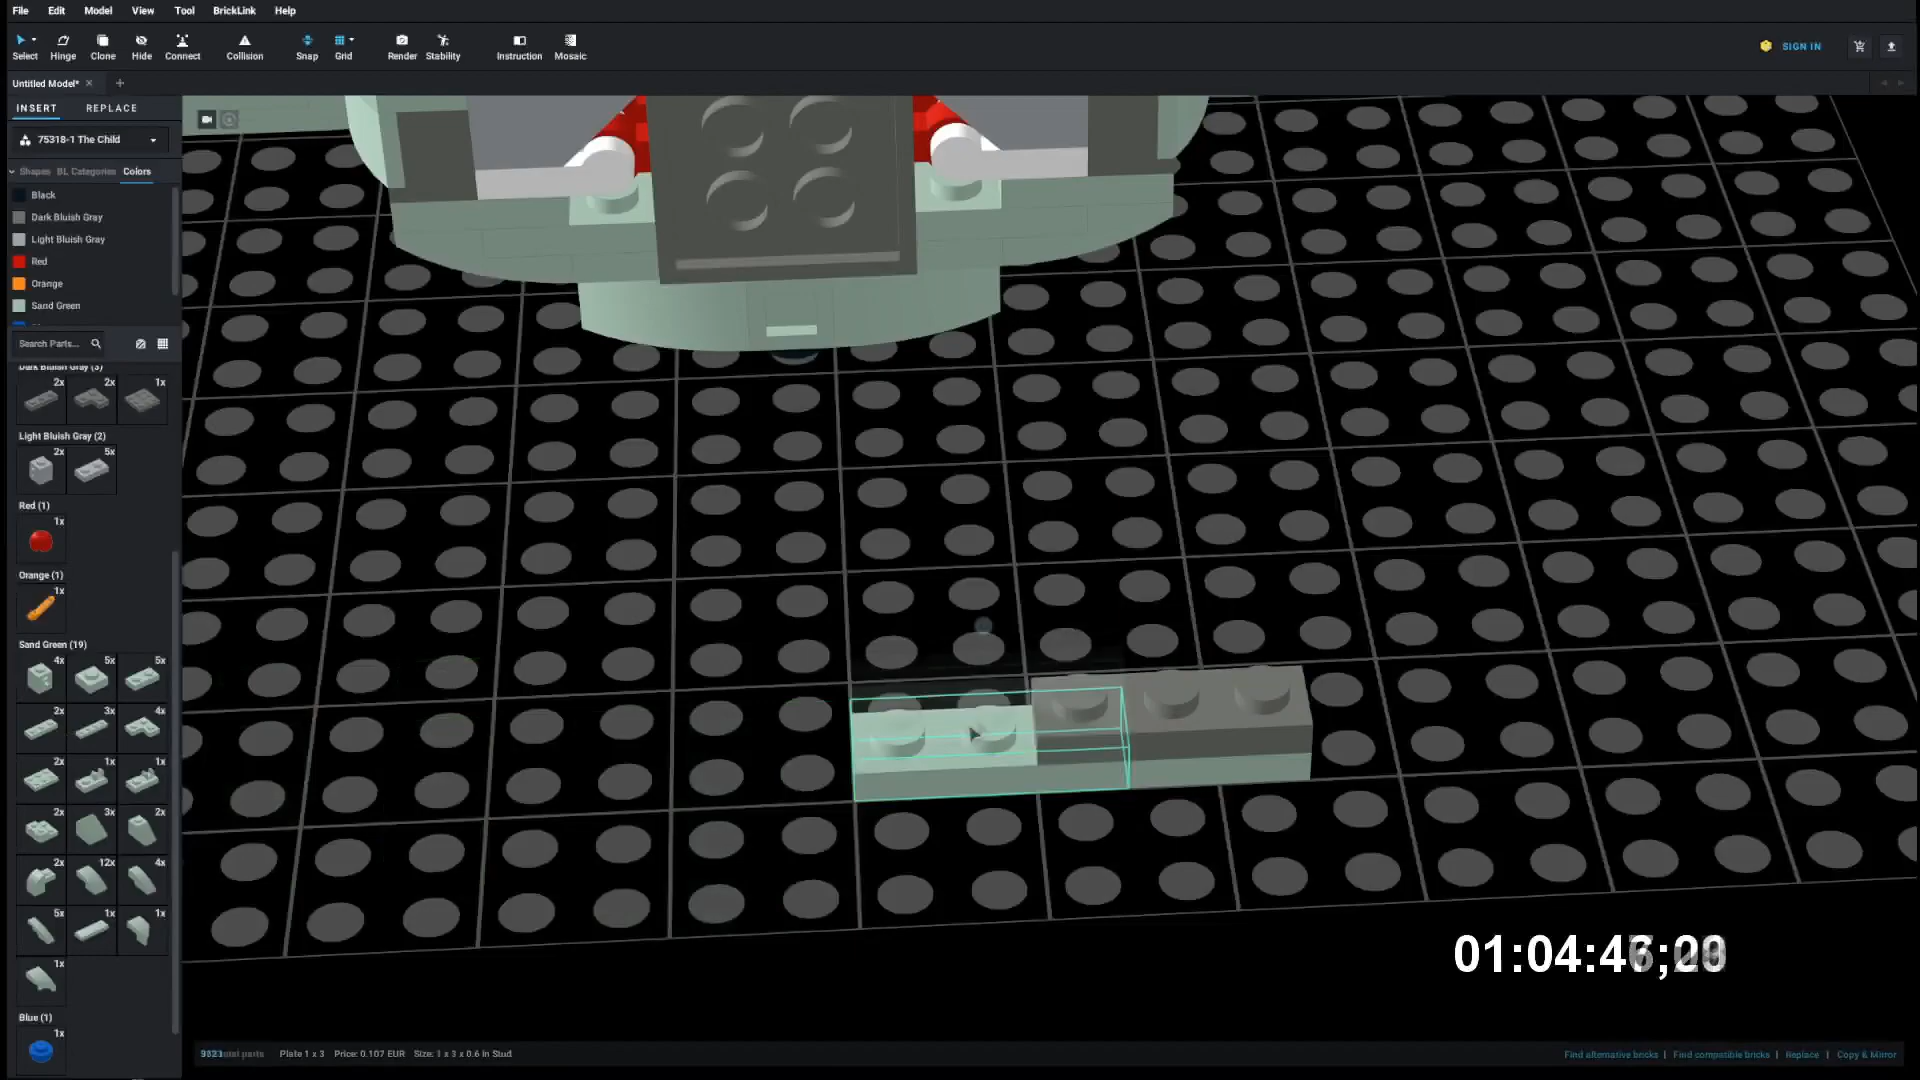 File Edit Model View Tool BrickLink Help
Select Hinge Clone Hide Connect Collision Snap Grid Render Stability Instruction Mosaic
SIGN IN
Untitled Model*
INSERT REPLACE
75318-1 The Child
Shapes BL Categories Colors
Black
Dark Bluish Gray
Light Bluish Gray
Red
Orange
Sand Green
Search Parts...
Dark Bluish Gray (3)
2x 2x 1x
Light Bluish Gray (2)
2x 5x
Red (1)
1x
Orange (1)
1x
Sand Green (19)
4x 5x 5x
2x 3x 4x
2x 1x 1x
2x 3x 2x
2x 12x 4x
5x 1x 1x
1x
Blue (1)
1x
parts Plate 1 x 3 Price: 0.107 EUR Size: 1 x 3 x 0.6 in Stud
Find alternative bricks | Find compatible bricks | Replace | Copy & Mirror